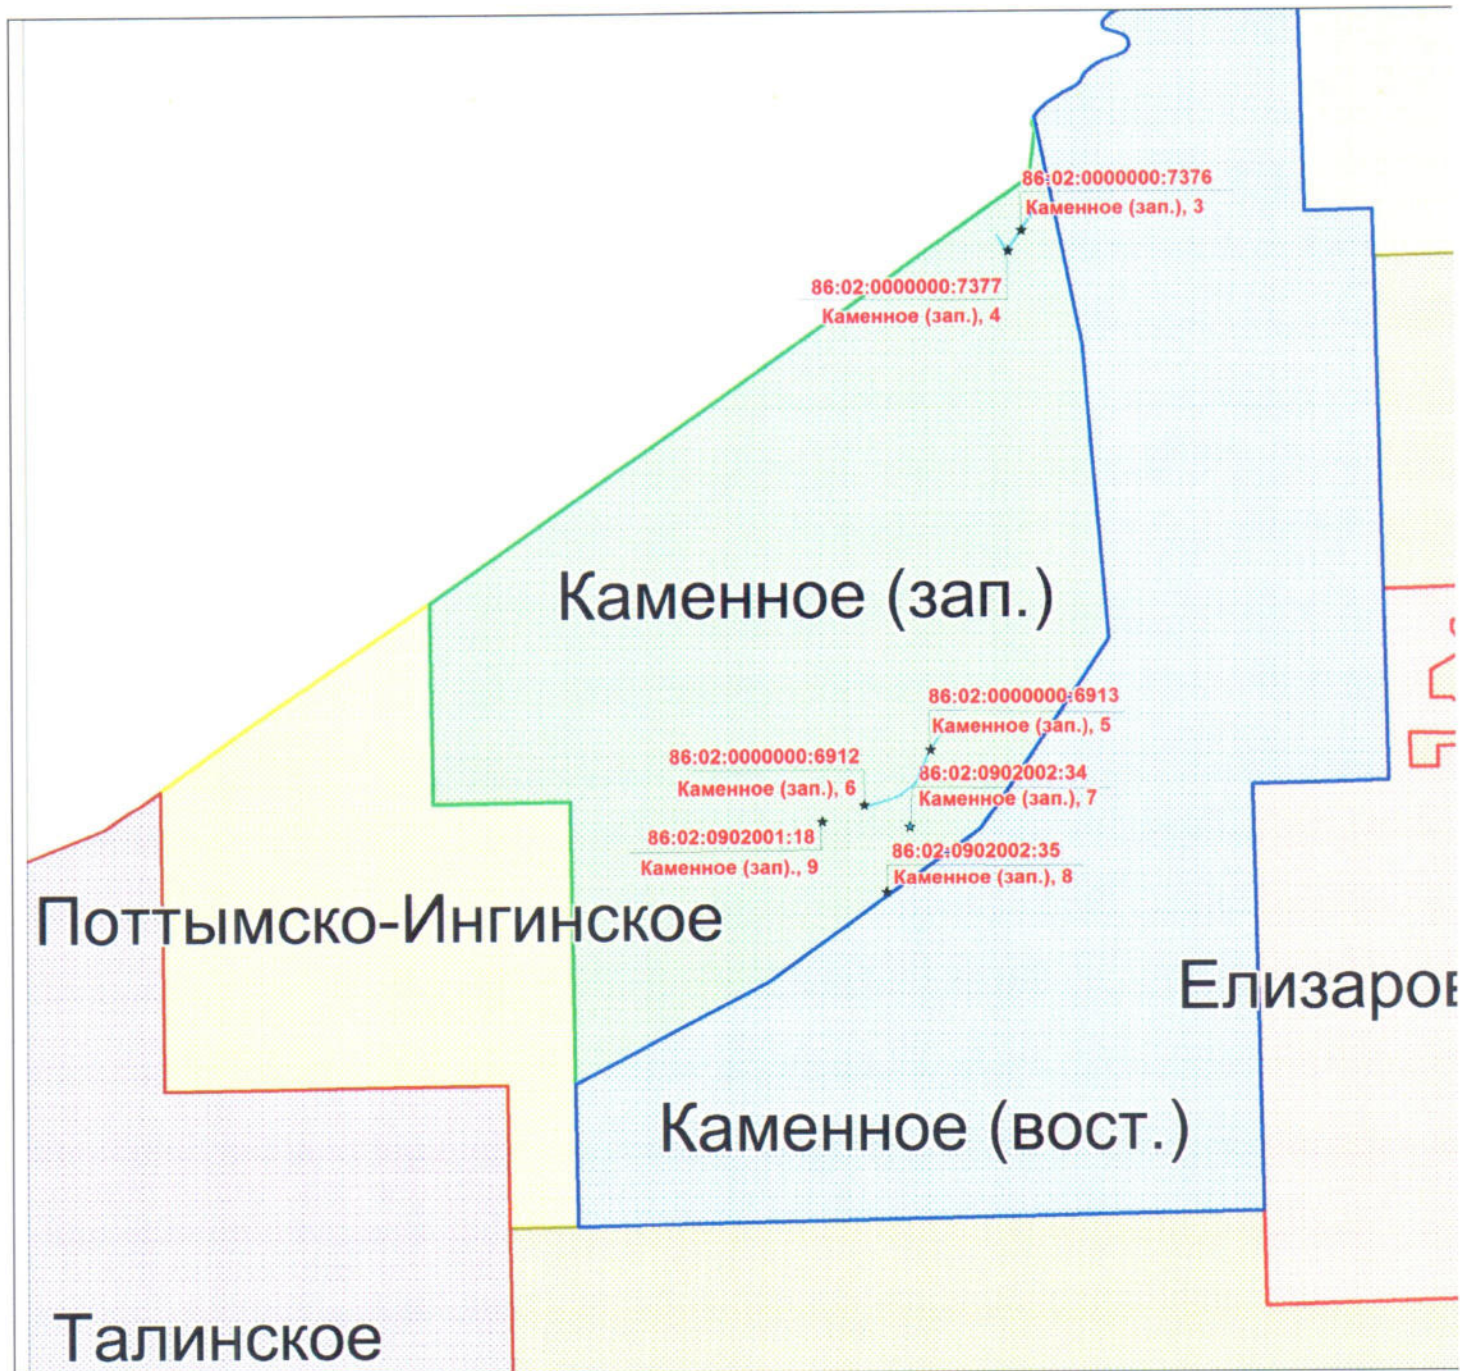 86:02:0000000:7376
Каменное (зап.), 3
86:02:0000000:7377
Каменное (зап.), 4
Каменное (зап.)
86:02:0000000:6913
Каменное (зап.), 5
86:02:0000000:6912
Каменное (зап.), 6
86:02:0902002:34
Каменное (зап.), 7
86:02:0902001:18
Каменное (зап)., 9
86:02:0902002:35
Каменное (зап.), 8
Поттымско-Ингинское
Елизаров
Каменное (вост.)
Талинское